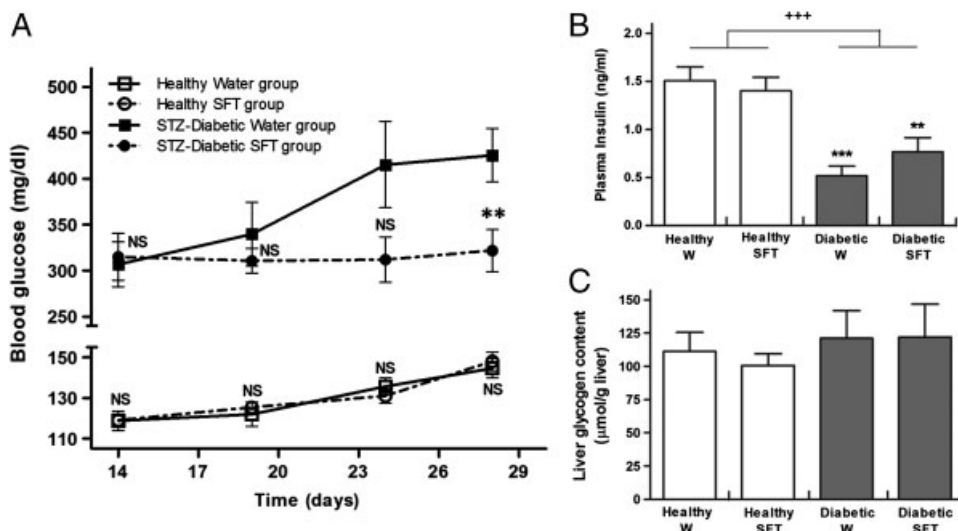 A
Healthy Water group
Healthy SFT group
STZ-Diabetic Water group
STZ-Diabetic SFT group
Blood glucose (mg/dl)
500
450
400
350
300
250
150
130
110
NS
NS
NS
**
NS
NS
NS
NS
14
17
20
23
26
29
Time (days)
B
+++
Plasma Insulin (ng/ml)
2.0
1.5
1.0
0.5
0.0
***
**
Healthy
W
Healthy
SFT
Diabetic
W
Diabetic
SFT
C
Liver glycogen content
(μmol/g liver)
150
125
100
75
50
25
0
Healthy
W
Healthy
SFT
Diabetic
W
Diabetic
SFT